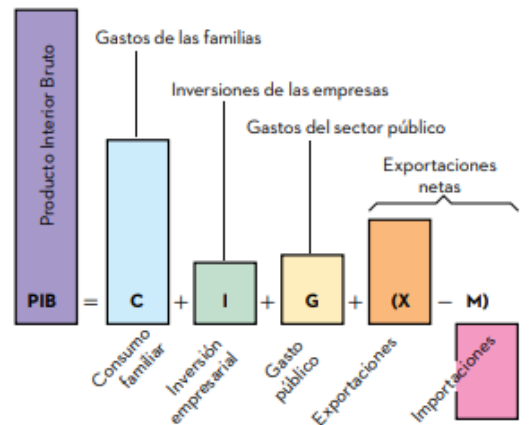 Gastos de las familias
Inversiones de las empresas
Gastos del sector público
Exportaciones
netas
Producto Interior Bruto
PIB = C + I + G + (X − M)
Consumo
familiar
Inversión
empresarial
Gasto
público
Exportaciones
Importaciones